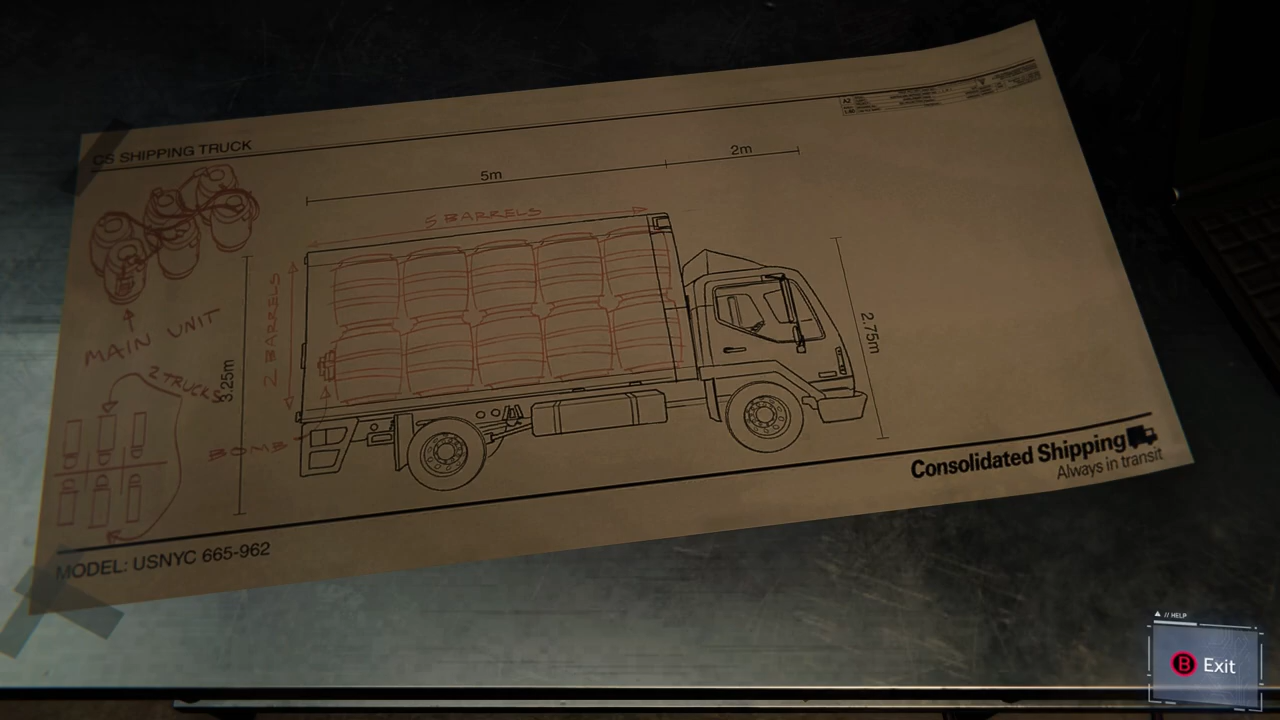 CS SHIPPING TRUCK
5m
2m
5 BARRELS
2 BARRELS
MAIN UNIT
3.25m
2.75m
2 TRUCKS
BOMB
Consolidated Shipping
Always in transit
MODEL: USNYC 665-962
// HELP
B Exit